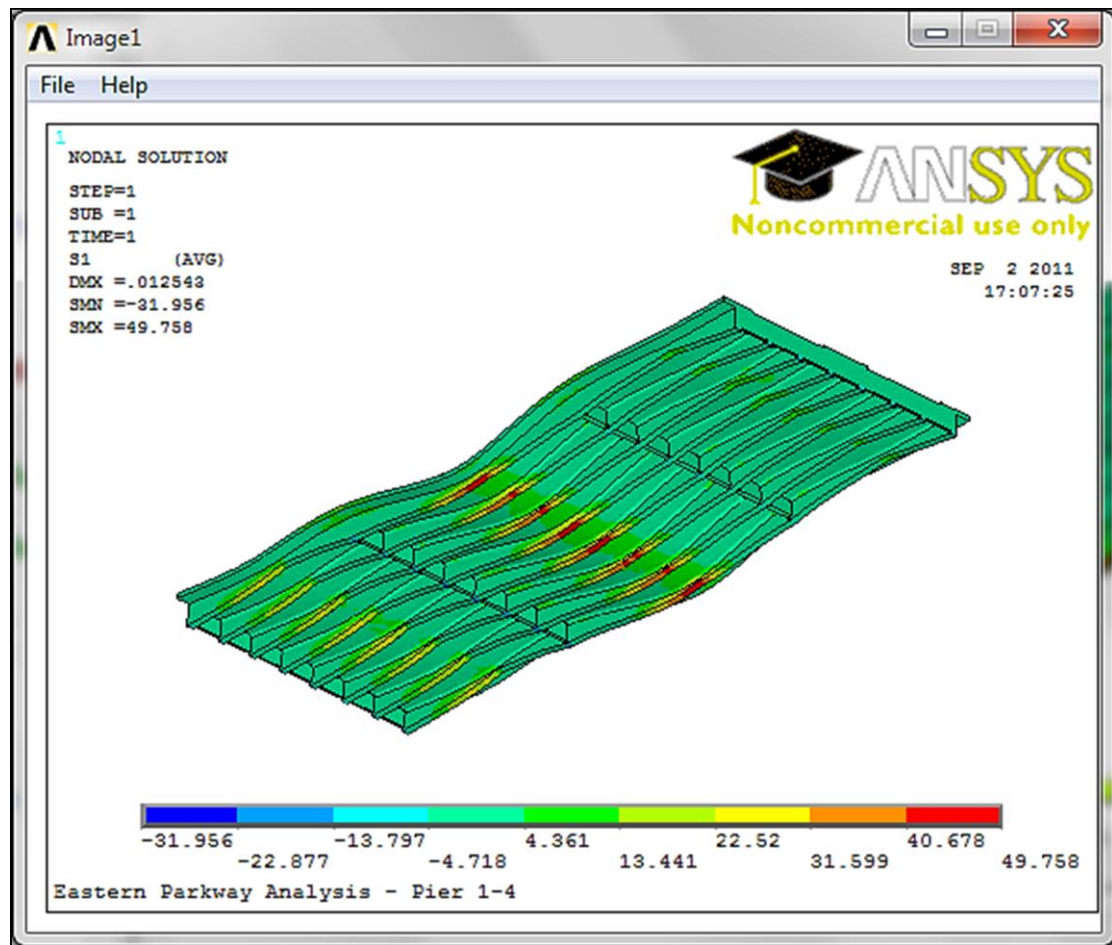 Image1
File Help
1
NODAL SOLUTION
STEP=1
SUB =1
TIME=1
S1 (AVG)
DMX =.012543
SMN =-31.956
SMX =49.758
ANSYS
Noncommercial use only
SEP 2 2011
17:07:25
-31.956 -13.797 4.361 22.52 40.678
-22.877 -4.718 13.441 31.599 49.758
Eastern Parkway Analysis - Pier 1-4